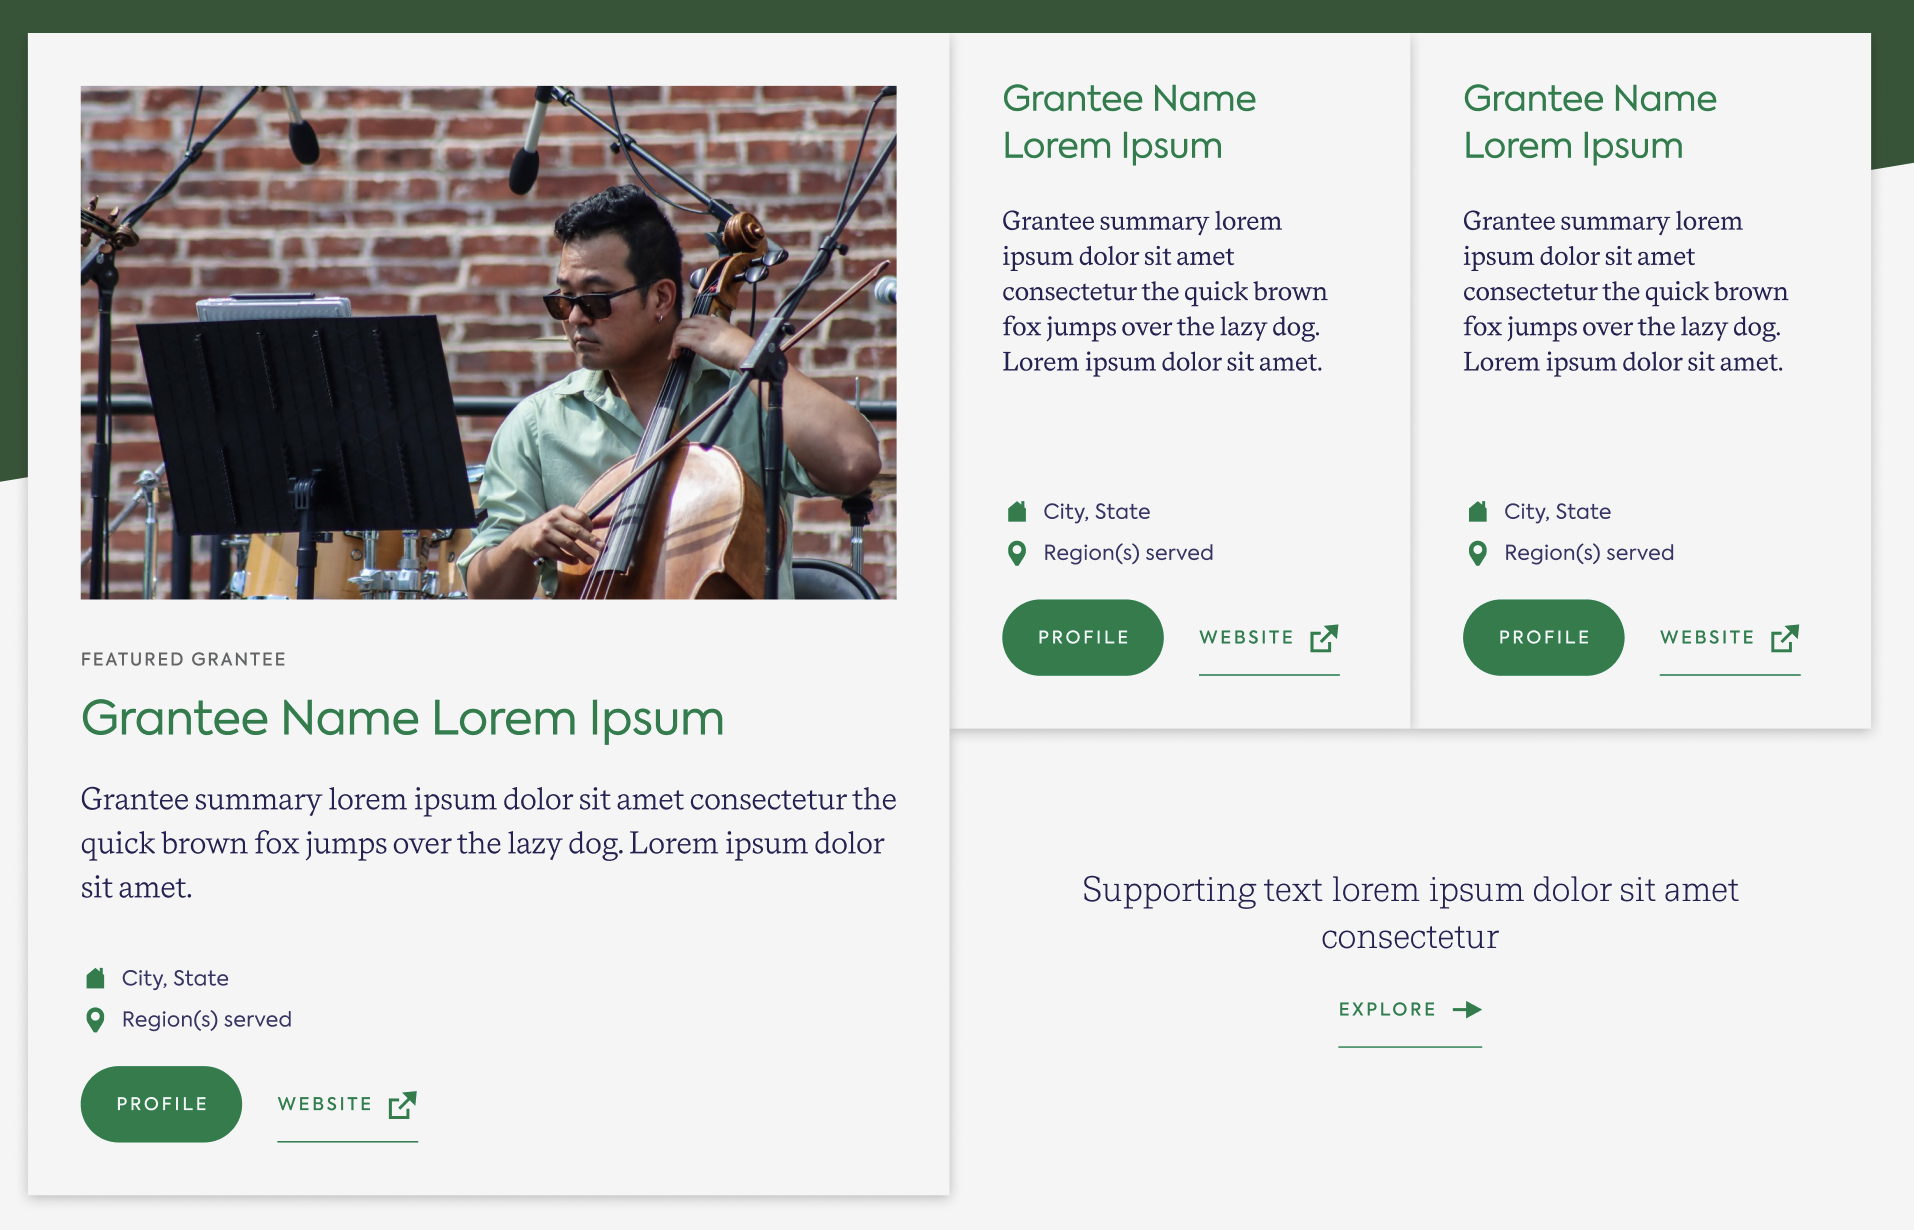 FEATURED GRANTEE
Grantee Name Lorem Ipsum
Grantee summary lorem ipsum dolor sit amet consectetur the
quick brown fox jumps over the lazy dog. Lorem ipsum dolor
sit amet.
City, State
Region(s) served
PROFILE
WEBSITE
Grantee Name
Lorem Ipsum
Grantee summary lorem
ipsum dolor sit amet
consectetur the quick brown
fox jumps over the lazy dog.
Lorem ipsum dolor sit amet.
City, State
Region(s) served
PROFILE
WEBSITE
Grantee Name
Lorem Ipsum
Grantee summary lorem
ipsum dolor sit amet
consectetur the quick brown
fox jumps over the lazy dog.
Lorem ipsum dolor sit amet.
City, State
Region(s) served
PROFILE
WEBSITE
Supporting text lorem ipsum dolor sit amet
consectetur
EXPLORE